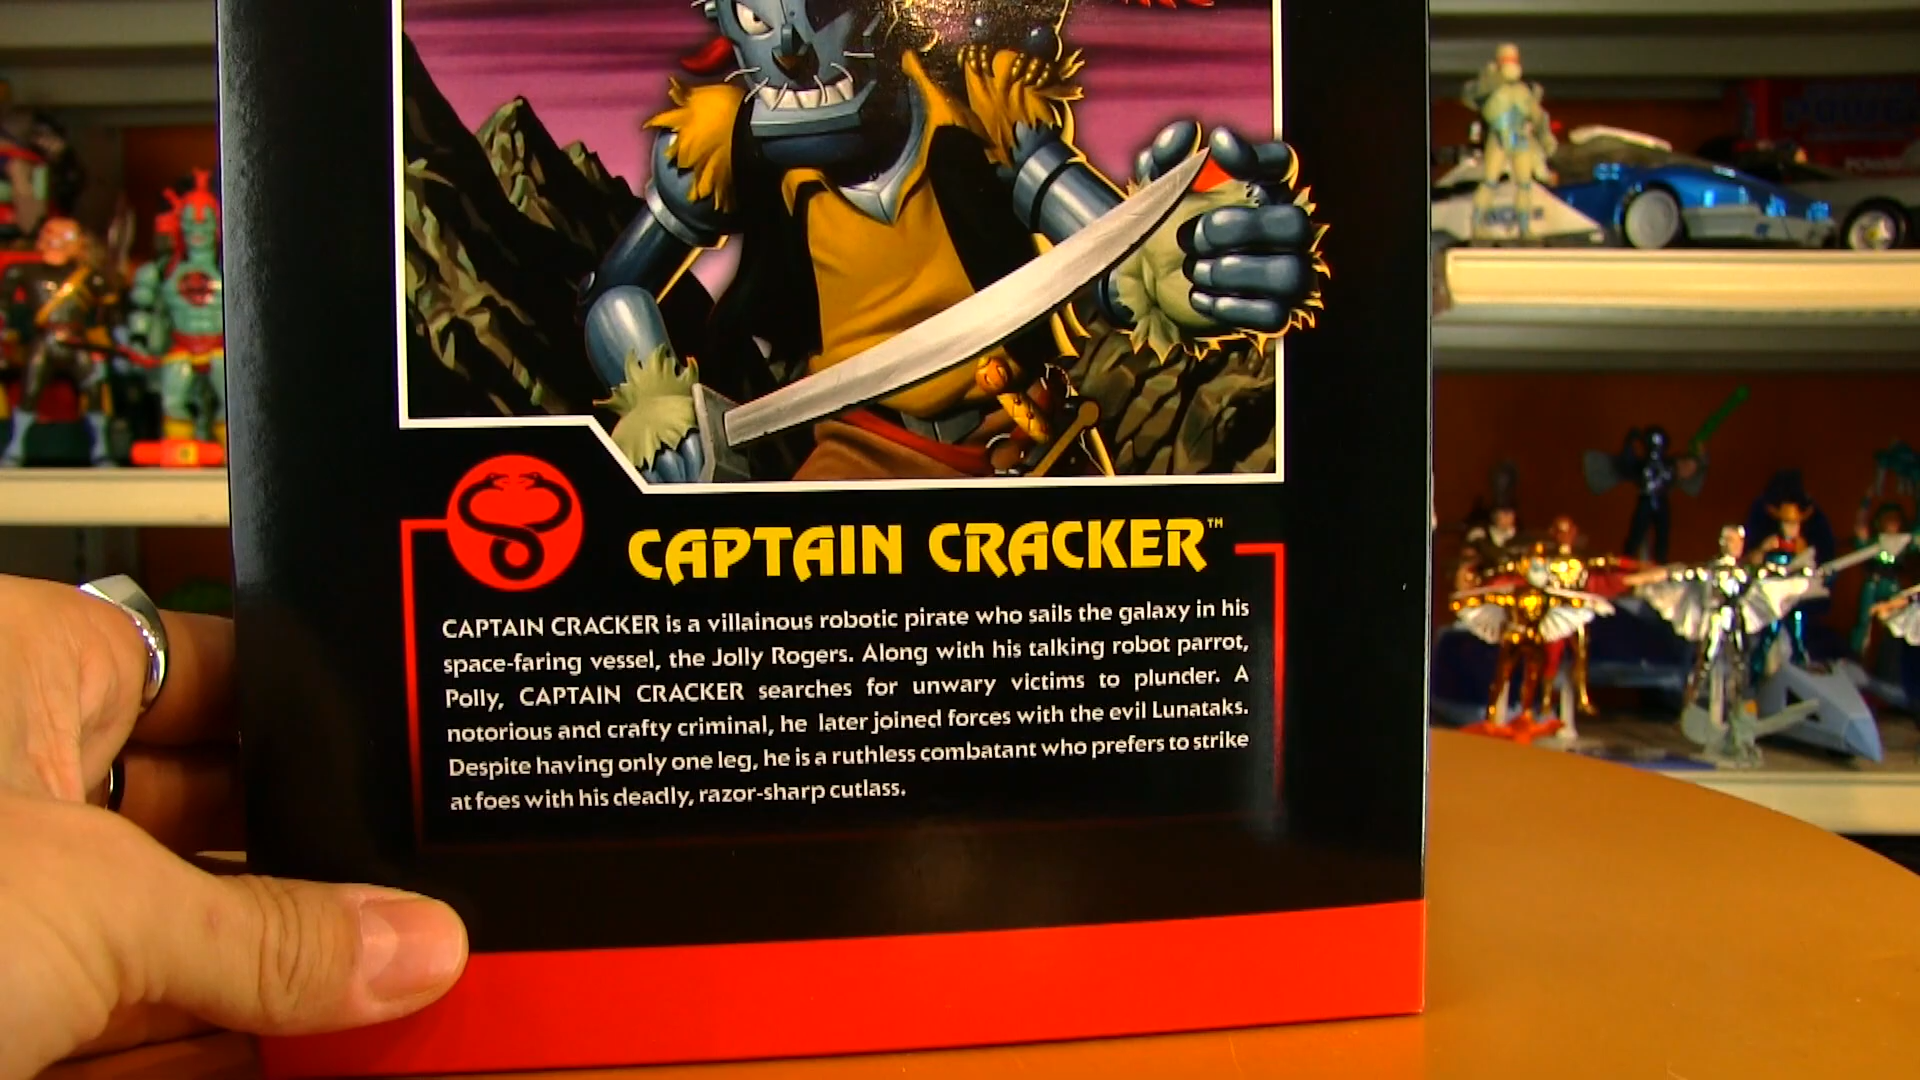 POWER
POWER
CAPTAIN CRACKER™
CAPTAIN CRACKER is a villainous robotic pirate who sails the galaxy in his
space-faring vessel, the Jolly Rogers. Along with his talking robot parrot,
Polly, CAPTAIN CRACKER searches for unwary victims to plunder. A
notorious and crafty criminal, he later joined forces with the evil Lunataks.
Despite having only one leg, he is a ruthless combatant who prefers to strike
at foes with his deadly, razor-sharp cutlass.